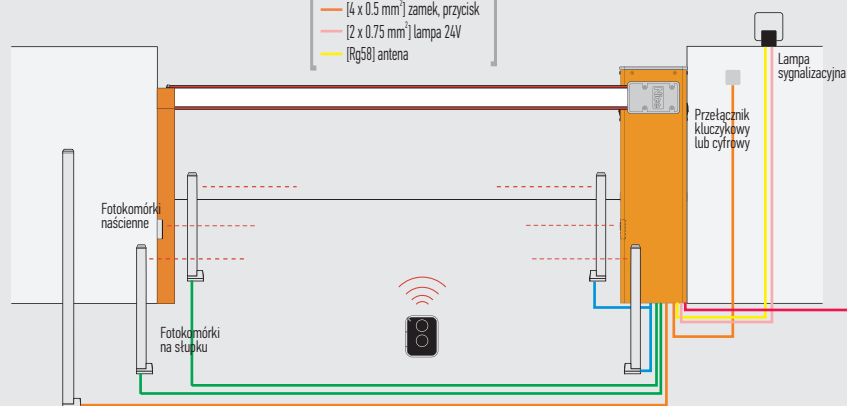 [4 x 0.5 mm²] zamek, przycisk
[2 x 0.75 mm²] lampa 24V
[Rg58] antena
Lampa
sygnalizacyjna
Przełącznik
kluczykowy
lub cyfrowy
Fotokomórki
naścienne
Fotokomórki
na słupku